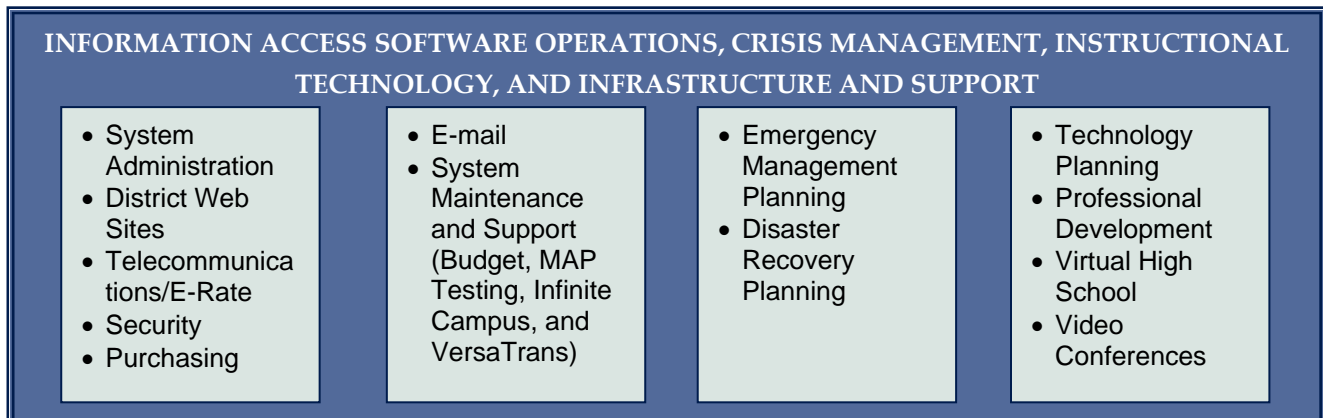 INFORMATION ACCESS SOFTWARE OPERATIONS, CRISIS MANAGEMENT, INSTRUCTIONAL
TECHNOLOGY, AND INFRASTRUCTURE AND SUPPORT
• System
Administration
• District Web
Sites
• Telecommunica
tions/E-Rate
• Security
• Purchasing
• E-mail
• System
Maintenance
and Support
(Budget, MAP
Testing, Infinite
Campus, and
VersaTrans)
• Emergency
Management
Planning
• Disaster
Recovery
Planning
• Technology
Planning
• Professional
Development
• Virtual High
School
• Video
Conferences